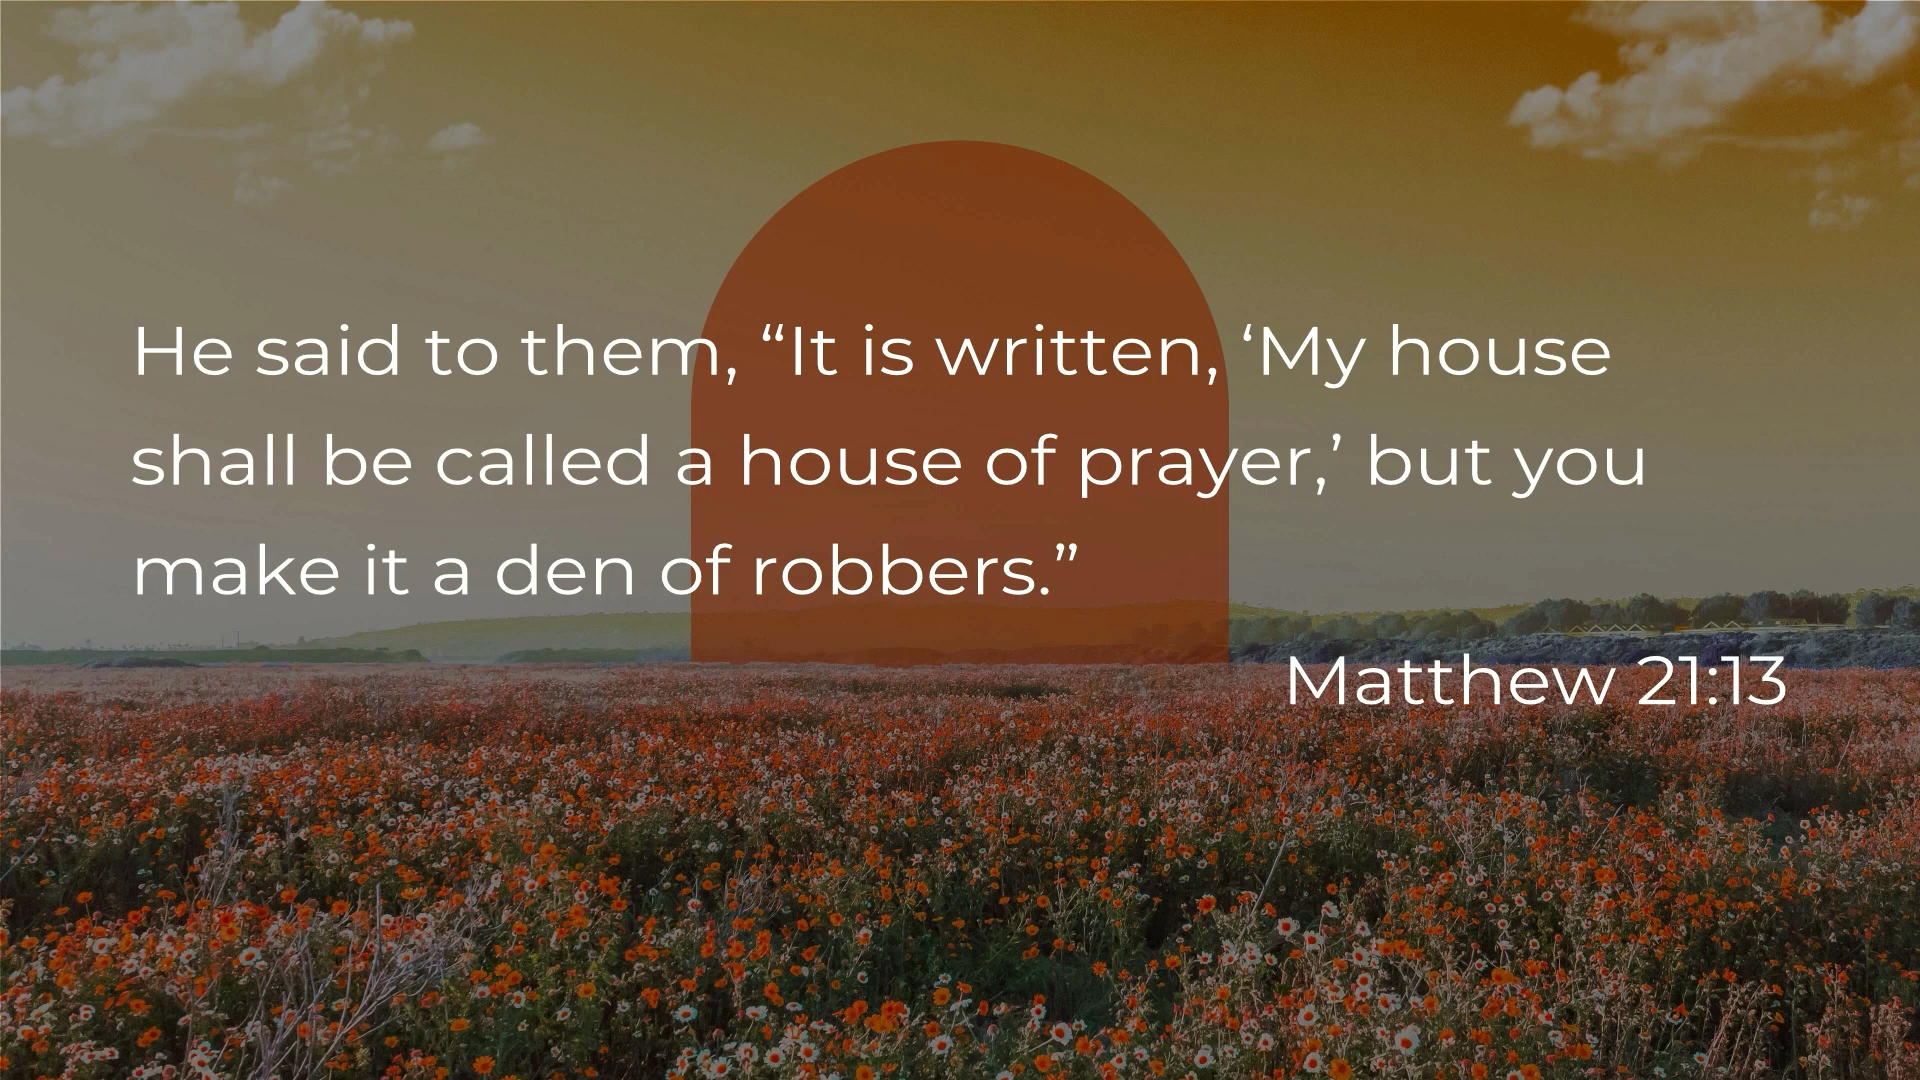 He said to them, “It is written, ‘My house
shall be called a house of prayer,’ but you
make it a den of robbers.”
Matthew 21:13